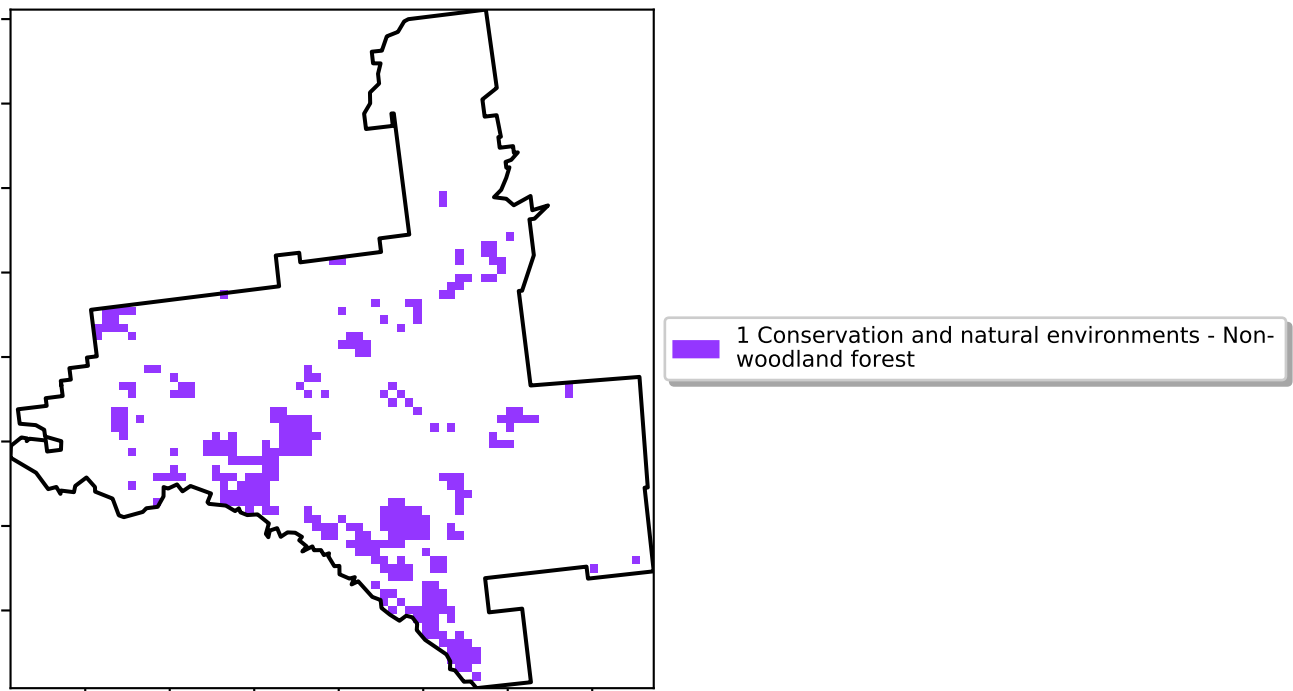 1 Conservation and natural environments - Non-
woodland forest